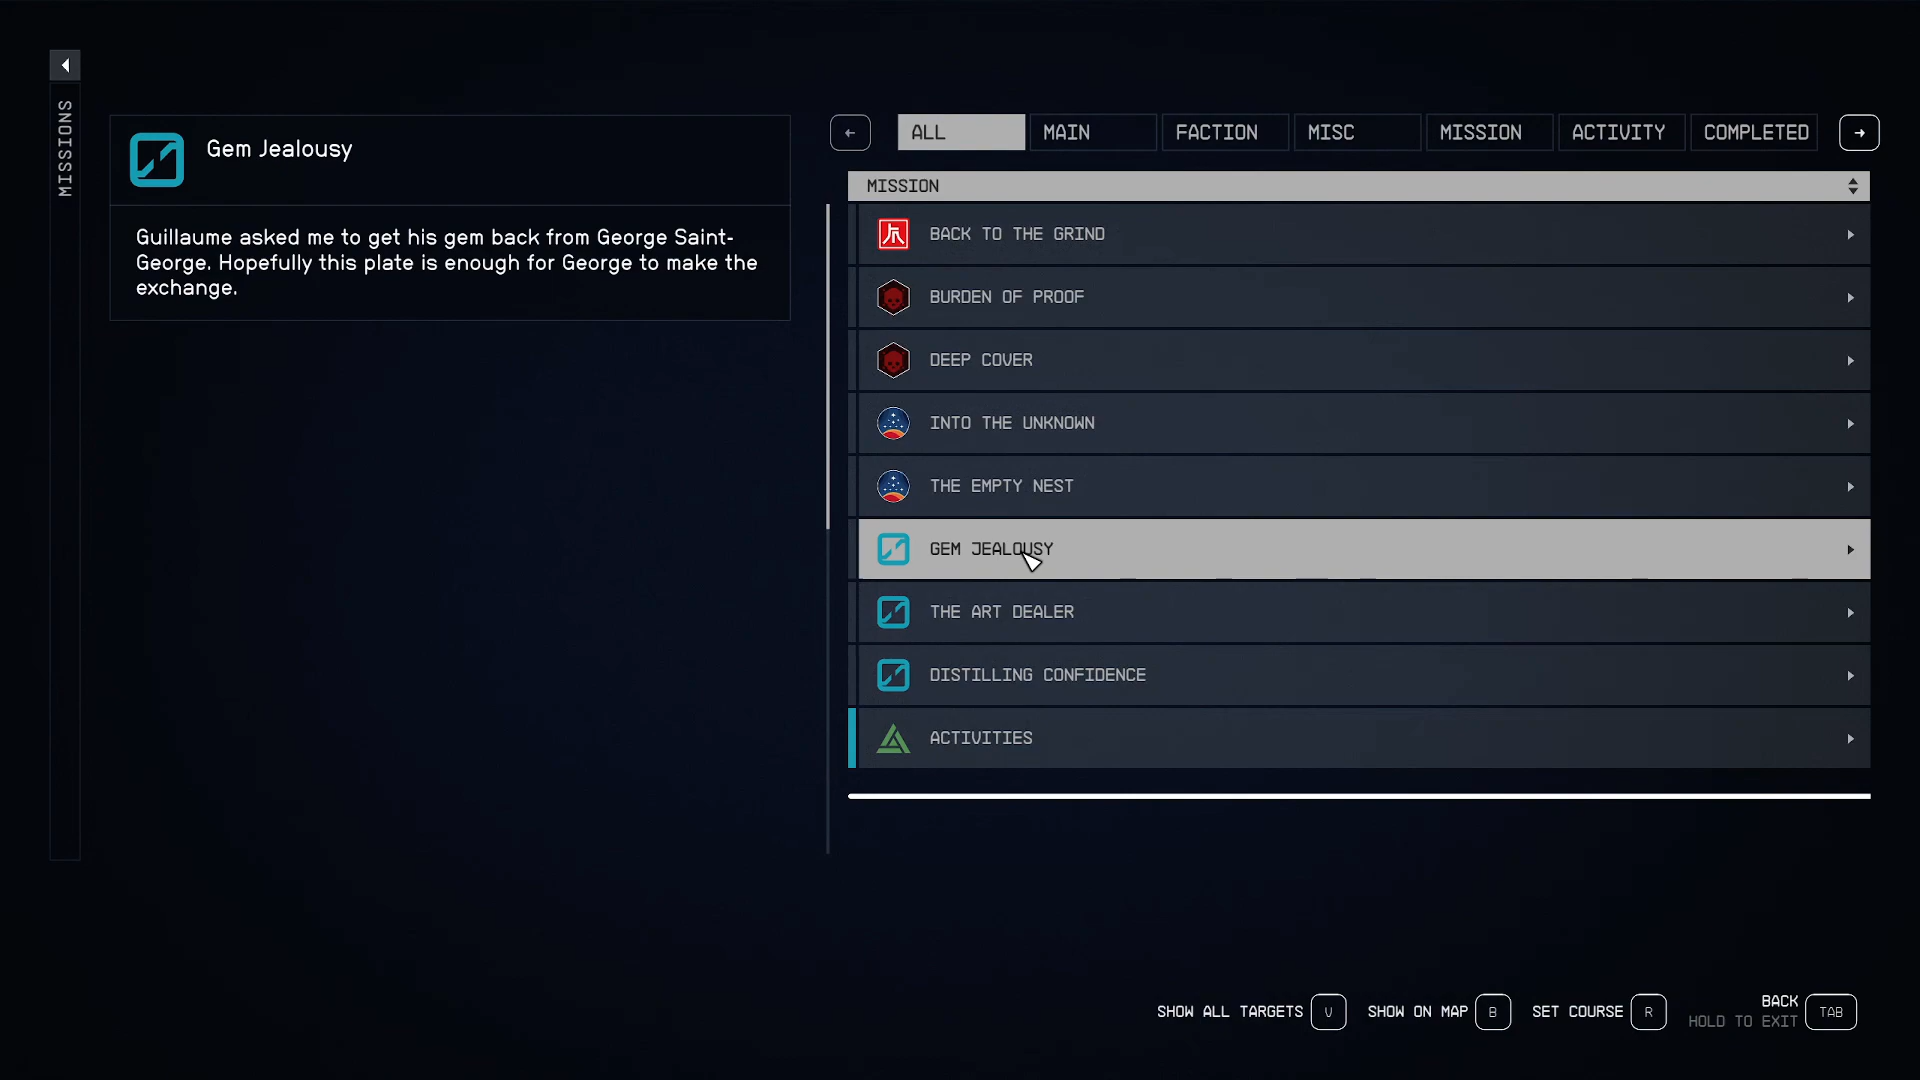 MISSIONS
Gem Jealousy
Guillaume asked me to get his gem back from George Saint-
George. Hopefully this plate is enough for George to make the
exchange.
ALL MAIN FACTION MISC MISSION ACTIVITY COMPLETED
MISSION
BACK TO THE GRIND
BURDEN OF PROOF
DEEP COVER
INTO THE UNKNOWN
THE EMPTY NEST
GEM JEALOUSY
THE ART DEALER
DISTILLING CONFIDENCE
ACTIVITIES
SHOW ALL TARGETS V SHOW ON MAP B SET COURSE R BACK TAB
HOLD TO EXIT